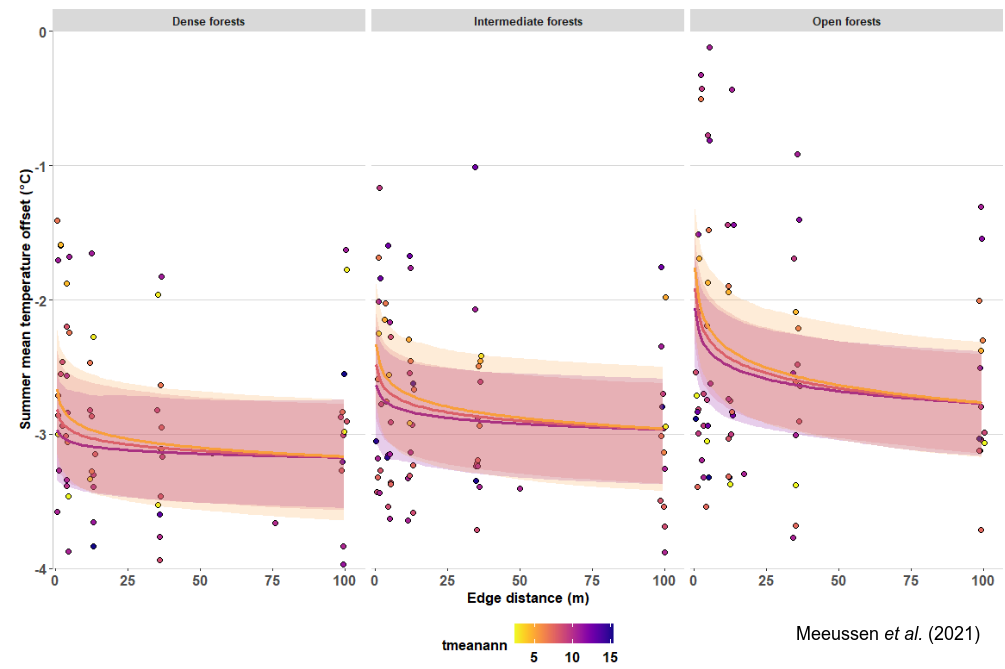 Dense forests Intermediate forests Open forests
0
-1
-2
-3
-4
Summer mean temperature offset (°C)
0 25 50 75 100 0 25 50 75 100 0 25 50 75 100
Edge distance (m)
tmeanann
5 10 15
Meeussen et al. (2021)